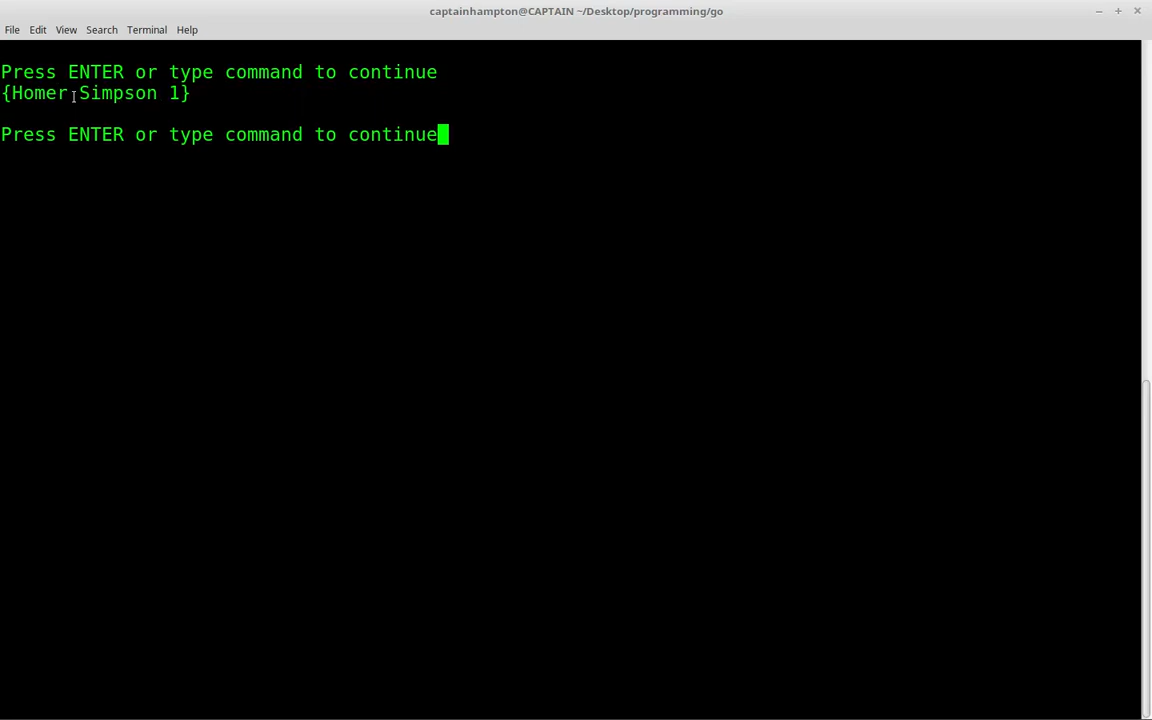 captainhampton@CAPTAIN ~/Desktop/programming/go
File Edit View Search Terminal Help
Press ENTER or type command to continue
{Homer Simpson 1}
Press ENTER or type command to continue